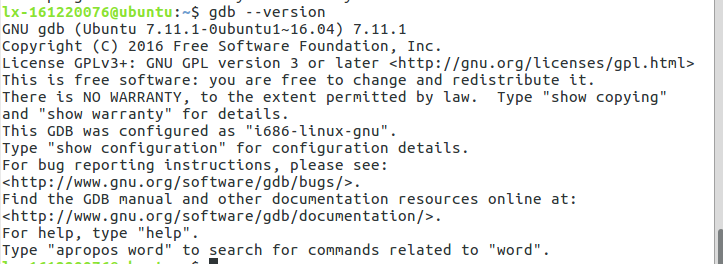 lx-161220076@ubuntu:~$ gdb --version
GNU gdb (Ubuntu 7.11.1-0ubuntu1~16.04) 7.11.1
Copyright (C) 2016 Free Software Foundation, Inc.
License GPLv3+: GNU GPL version 3 or later <http://gnu.org/licenses/gpl.html>
This is free software: you are free to change and redistribute it.
There is NO WARRANTY, to the extent permitted by law.  Type "show copying"
and "show warranty" for details.
This GDB was configured as "i686-linux-gnu".
Type "show configuration" for configuration details.
For bug reporting instructions, please see:
<http://www.gnu.org/software/gdb/bugs/>.
Find the GDB manual and other documentation resources online at:
<http://www.gnu.org/software/gdb/documentation/>.
For help, type "help".
Type "apropos word" to search for commands related to "word".
lx-161220076@ubuntu:~$